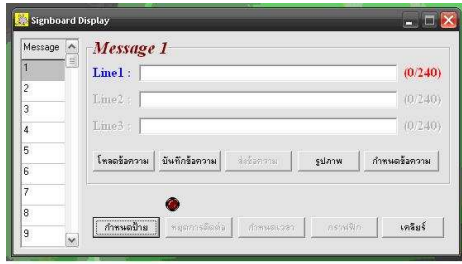 Signboard Display
Message
1
2
3
4
5
6
7
8
9
Message 1
Line1 : (0/240)
Line2 : (0/240)
Line3 : (0/240)
โหลดข้อความ บันทึกข้อความ ส่งข้อความ รูปภาพ กำหนดข้อความ
กำหนดป้าย หยุดการติดต่อ กำหนดเวลา กราฟฟิก เคลียร์